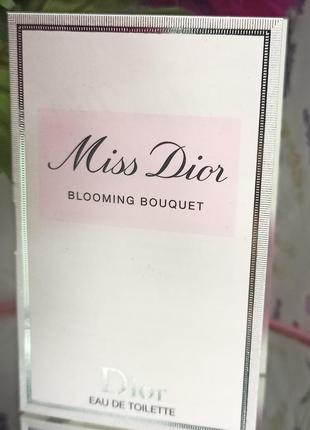 Miss Dior
BLOOMING BOUQUET
Dior
EAU DE TOILETTE